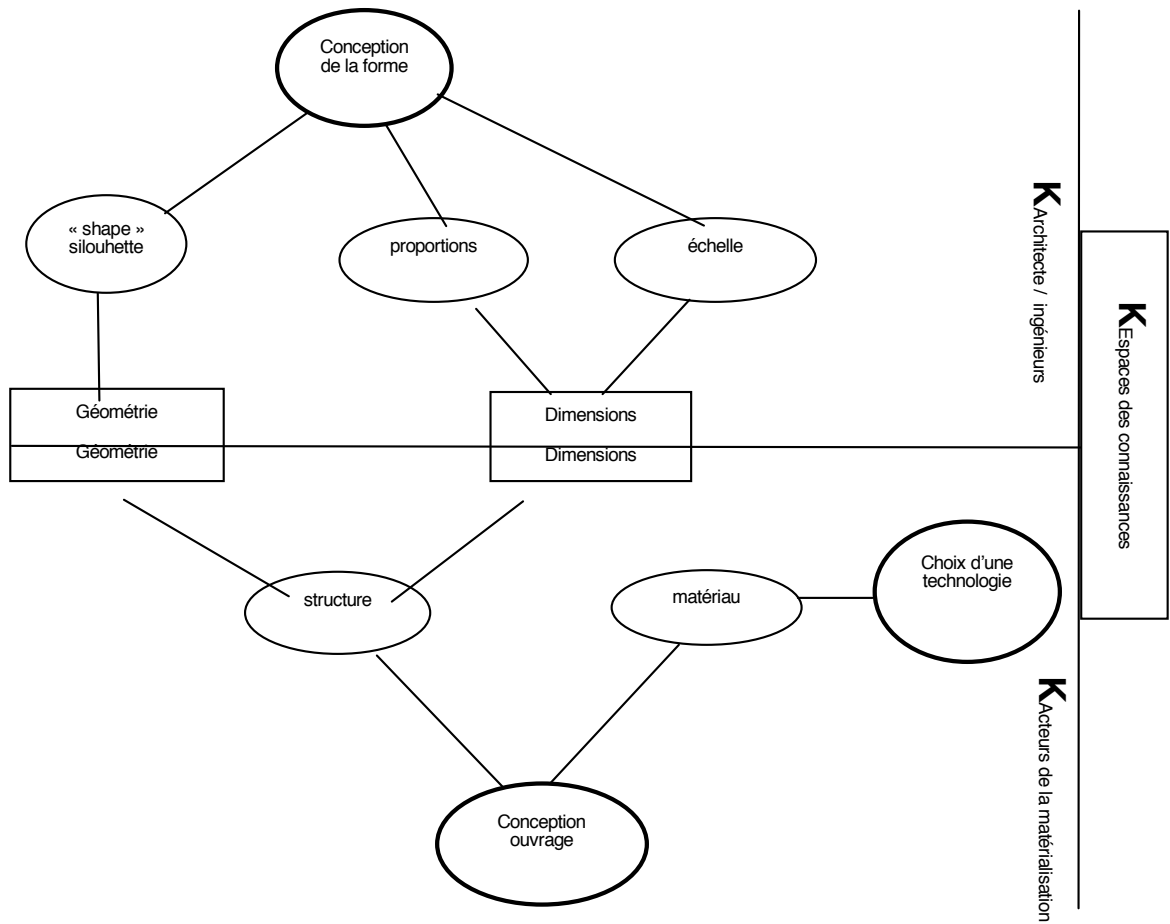 Conception
de la forme
« shape »
silouhette
proportions
échelle
KArchitecte / ingénieurs
KEspaces des connaissances
Géométrie
Géométrie
Dimensions
Dimensions
structure
matériau
Choix d'une
technologie
KActeurs de la matérialisation
Conception
ouvrage